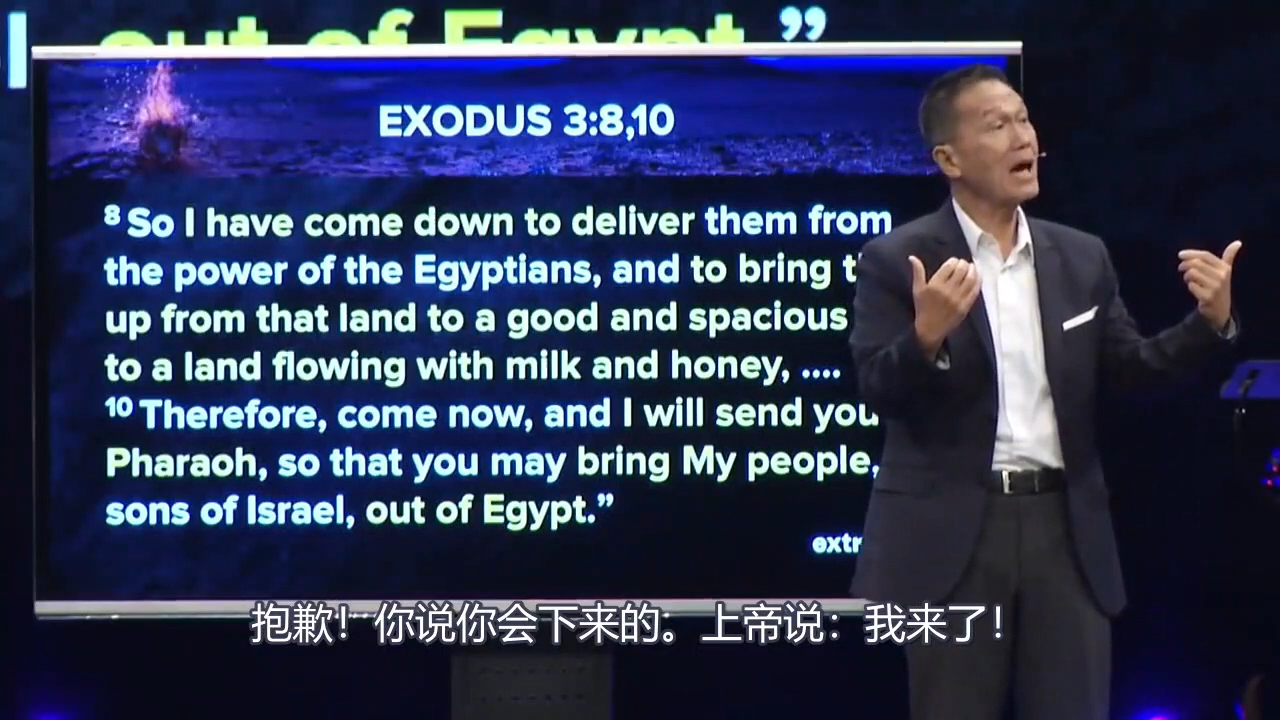 out of Egypt.”
EXODUS 3:8,10
8 So I have come down to deliver them from
the power of the Egyptians, and to bring
up from that land to a good and spacious
to a land flowing with milk and honey, ....
10 Therefore, come now, and I will send you
Pharaoh, so that you may bring My people,
sons of Israel, out of Egypt.”
抱歉！你说你会下来的。上帝说：我来了！